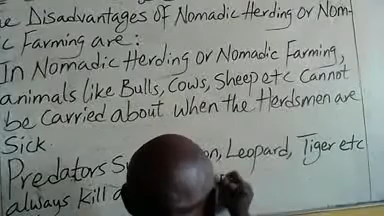 Disadvantages of Nomadic Herding or Nom-
c Farming are:
In Nomadic Herding or Nomadic Farming,
animals like Bulls, Cows, Sheep etc cannot
be carried about when the Herdsmen are
Sick.
Predators Leopard, Tiger etc
always kill